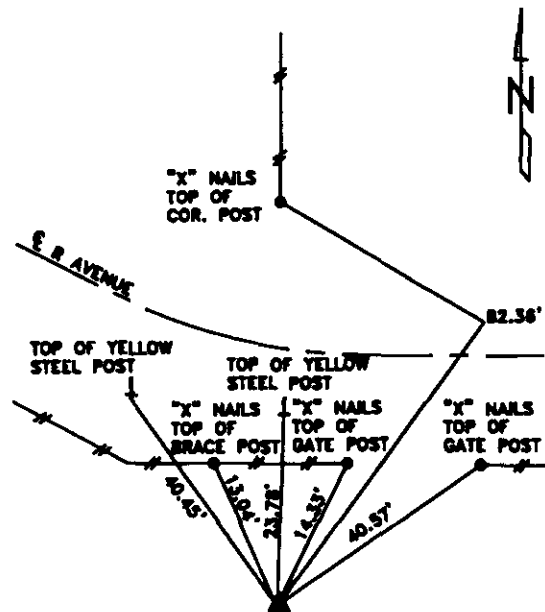 N
"X" NAILS
TOP OF
COR. POST
℄ R AVENUE
82.36'
TOP OF YELLOW
STEEL POST
TOP OF YELLOW
STEEL POST
"X" NAILS
TOP OF
BRACE POST
"X" NAILS
TOP OF
GATE POST
"X" NAILS
TOP OF
GATE POST
40.45'
13.04'
23.78'
14.33'
40.57'